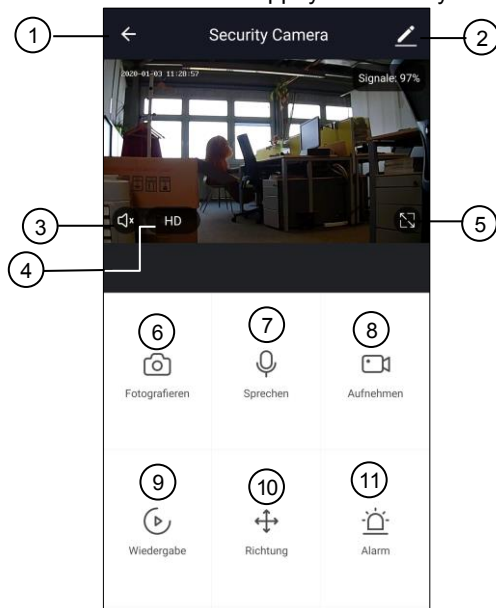 1
Security Camera
2
2020-01-03 11:28:57
Signale: 97%
3
HD
5
4
6
7
8
Fotografieren
Sprechen
Aufnehmen
9
10
11
Wiedergabe
Richtung
Alarm